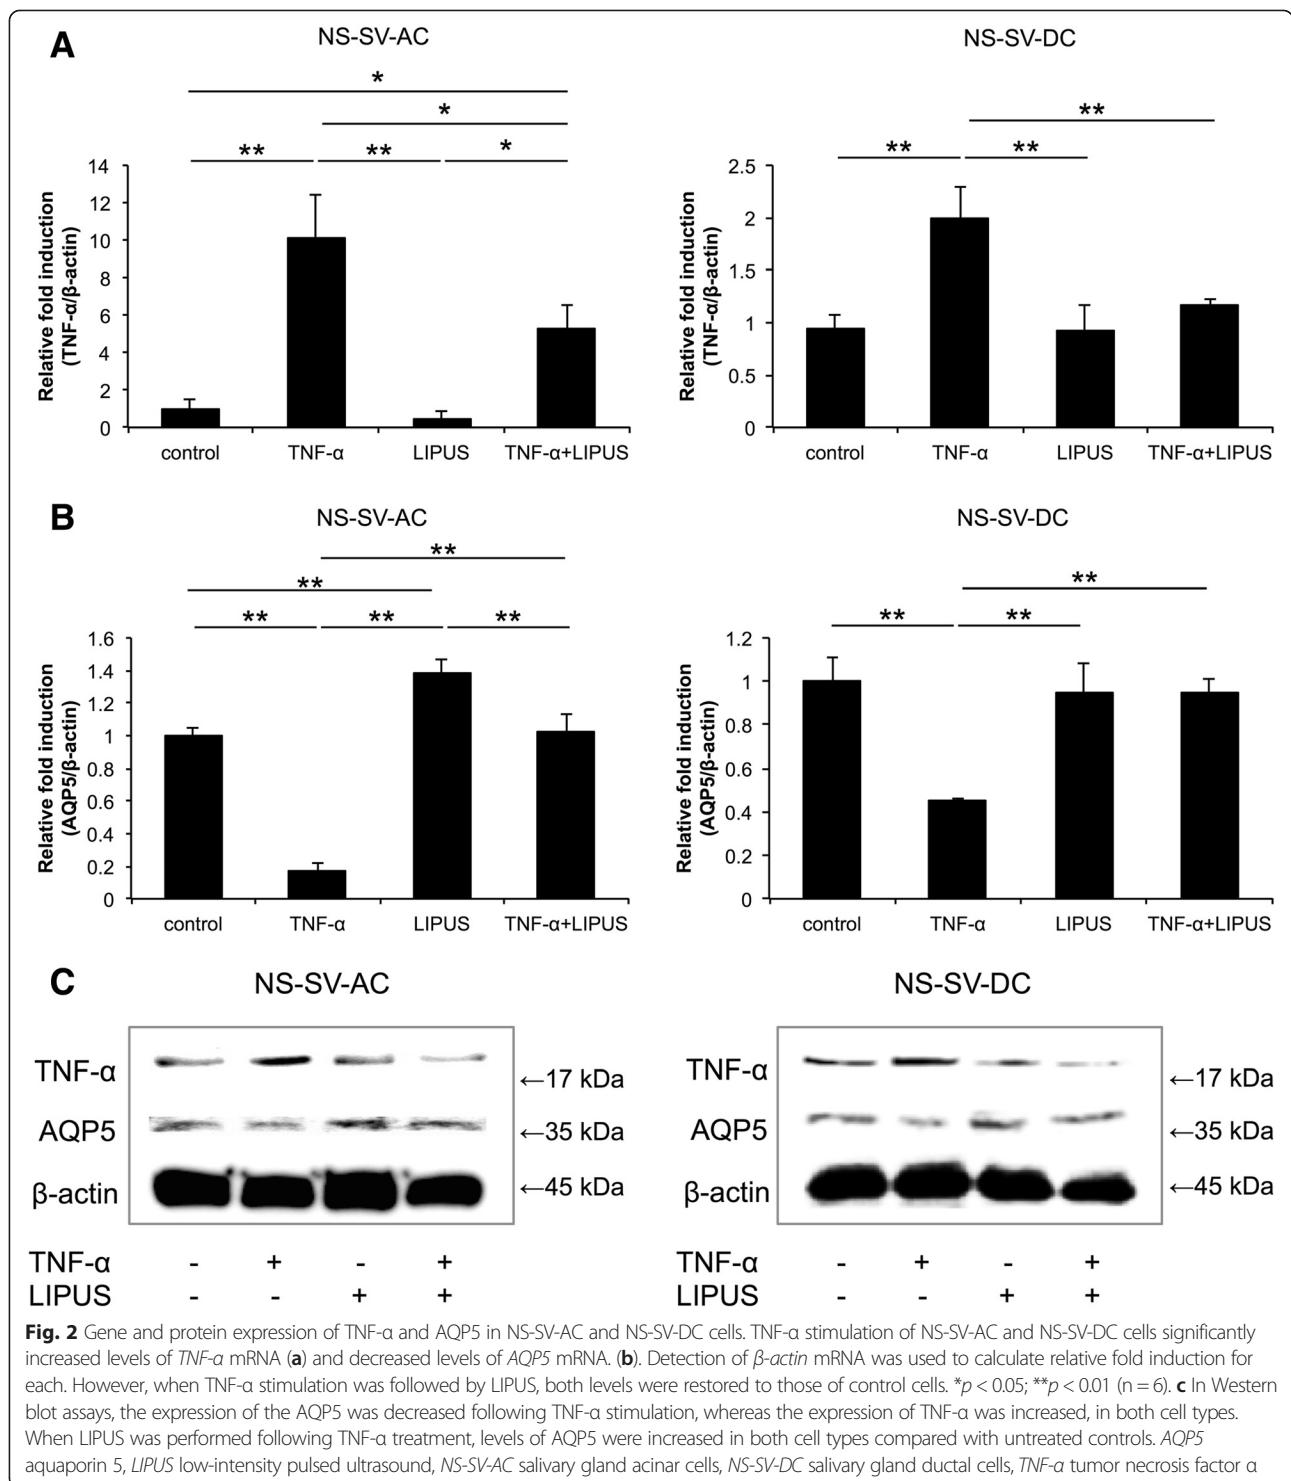 A
NS-SV-AC
NS-SV-DC
*
*
**
**
*
**
**
**
Relative fold induction
(TNF-α/β-actin)
14
12
10
8
6
4
2
0
control
TNF-α
LIPUS
TNF-α+LIPUS
Relative fold induction
(TNF-α/β-actin)
2.5
2
1.5
1
0.5
0
control
TNF-α
LIPUS
TNF-α+LIPUS
B
NS-SV-AC
NS-SV-DC
**
**
**
**
**
**
**
**
Relative fold induction
(AQP5/β-actin)
1.6
1.4
1.2
1
0.8
0.6
0.4
0.2
0
control
TNF-α
LIPUS
TNF-α+LIPUS
Relative fold induction
(AQP5/β-actin)
1.2
1
0.8
0.6
0.4
0.2
0
control
TNF-α
LIPUS
TNF-α+LIPUS
C
NS-SV-AC
NS-SV-DC
TNF-α
←17 kDa
AQP5
←35 kDa
β-actin
←45 kDa
TNF-α - + - +
LIPUS - - + +
TNF-α
←17 kDa
AQP5
←35 kDa
β-actin
←45 kDa
TNF-α - + - +
LIPUS - - + +
Fig. 2 Gene and protein expression of TNF-α and AQP5 in NS-SV-AC and NS-SV-DC cells. TNF-α stimulation of NS-SV-AC and NS-SV-DC cells significantly
increased levels of TNF-α mRNA (a) and decreased levels of AQP5 mRNA. (b). Detection of β-actin mRNA was used to calculate relative fold induction for
each. However, when TNF-α stimulation was followed by LIPUS, both levels were restored to those of control cells. *p < 0.05; **p < 0.01 (n = 6). c In Western
blot assays, the expression of the AQP5 was decreased following TNF-α stimulation, whereas the expression of TNF-α was increased, in both cell types.
When LIPUS was performed following TNF-α treatment, levels of AQP5 were increased in both cell types compared with untreated controls. AQP5
aquaporin 5, LIPUS low-intensity pulsed ultrasound, NS-SV-AC salivary gland acinar cells, NS-SV-DC salivary gland ductal cells, TNF-α tumor necrosis factor α